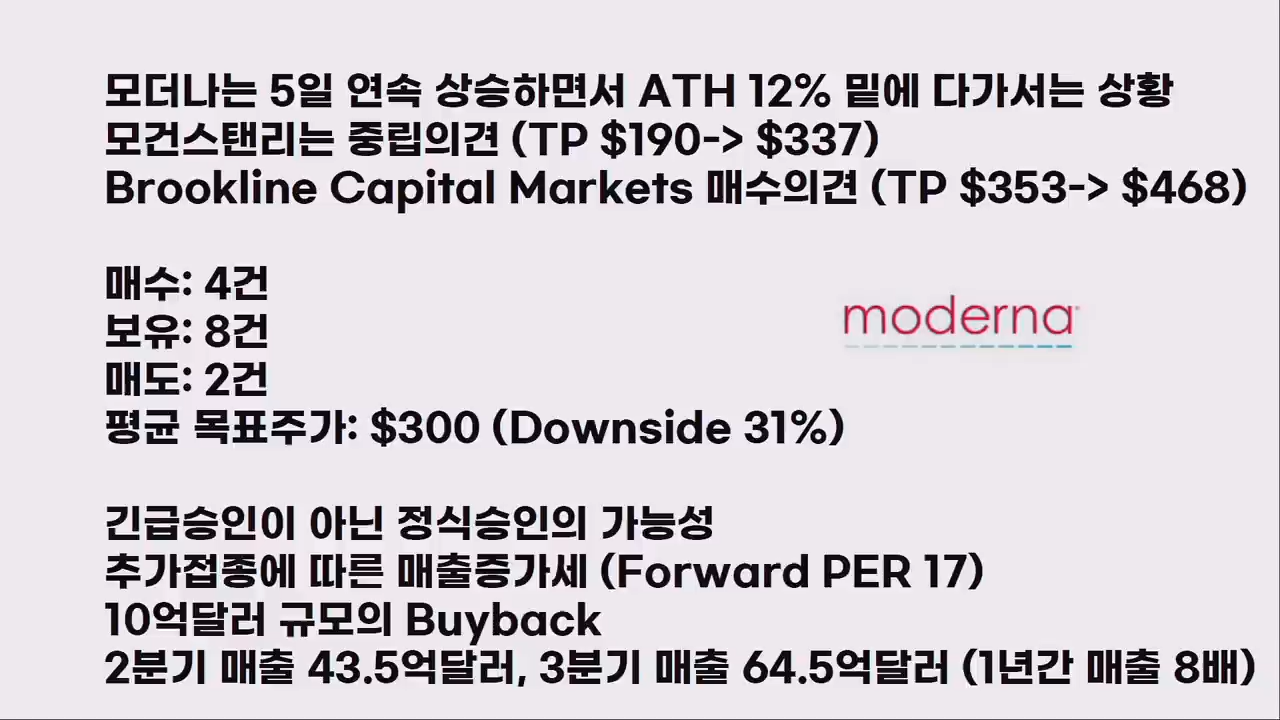 모더나는 5일 연속 상승하면서 ATH 12% 밑에 다가서는 상황
모건스탠리는 중립의견 (TP $190-> $337)
Brookline Capital Markets 매수의견 (TP $353-> $468)
매수: 4건
보유: 8건
매도: 2건
평균 목표주가: $300 (Downside 31%)
moderna
긴급승인이 아닌 정식승인의 가능성
추가접종에 따른 매출증가세 (Forward PER 17)
10억달러 규모의 Buyback
2분기 매출 43.5억달러, 3분기 매출 64.5억달러 (1년간 매출 8배)